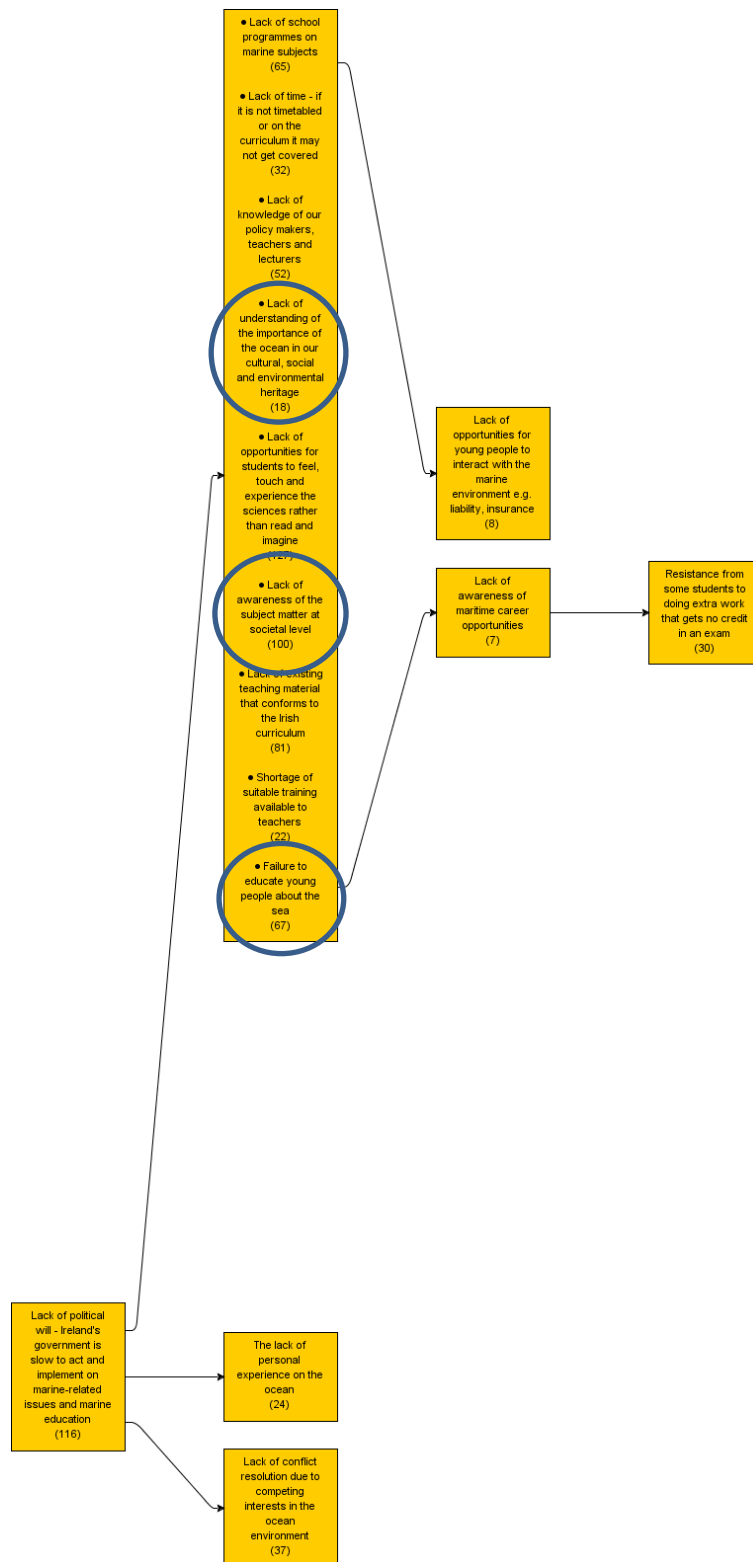 ● Lack of school
programmes on
marine subjects
(65)
● Lack of time - if
it is not timetabled
or on the
curriculum it may
not get covered
(32)
● Lack of
knowledge of our
policy makers,
teachers and
lecturers
(52)
● Lack of
understanding of
the importance of
the ocean in our
cultural, social
and environmental
heritage
(18)
● Lack of
opportunities for
students to feel,
touch and
experience the
sciences rather
than read and
imagine
(127)
● Lack of
awareness of the
subject matter at
societal level
(100)
● Lack of existing
teaching material
that conforms to
the Irish
curriculum
(81)
● Shortage of
suitable training
available to
teachers
(22)
● Failure to
educate young
people about the
sea
(67)
Lack of
opportunities for
young people to
interact with the
marine
environment e.g.
liability, insurance
(8)
Lack of
awareness of
maritime career
opportunities
(7)
Resistance from
some students to
doing extra work
that gets no credit
in an exam
(30)
Lack of political
will - Ireland's
government is
slow to act and
implement on
marine-related
issues and marine
education
(116)
The lack of
personal
experience on the
ocean
(24)
Lack of conflict
resolution due to
competing
interests in the
ocean
environment
(37)